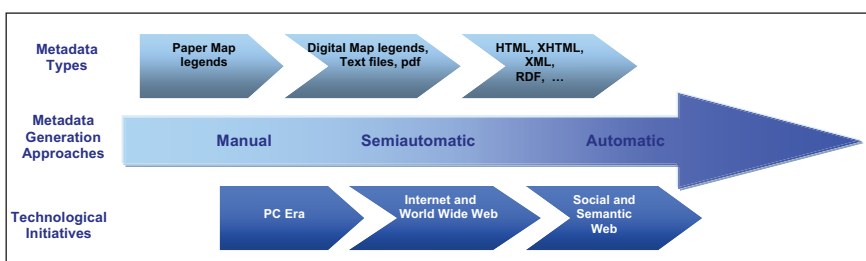 Metadata
Types
Paper Map
legends
Digital Map legends,
Text files, pdf
HTML, XHTML,
XML,
RDF, ...
Metadata
Generation
Approaches
Manual
Semiautomatic
Automatic
Technological
Initiatives
PC Era
Internet and
World Wide Web
Social and
Semantic
Web